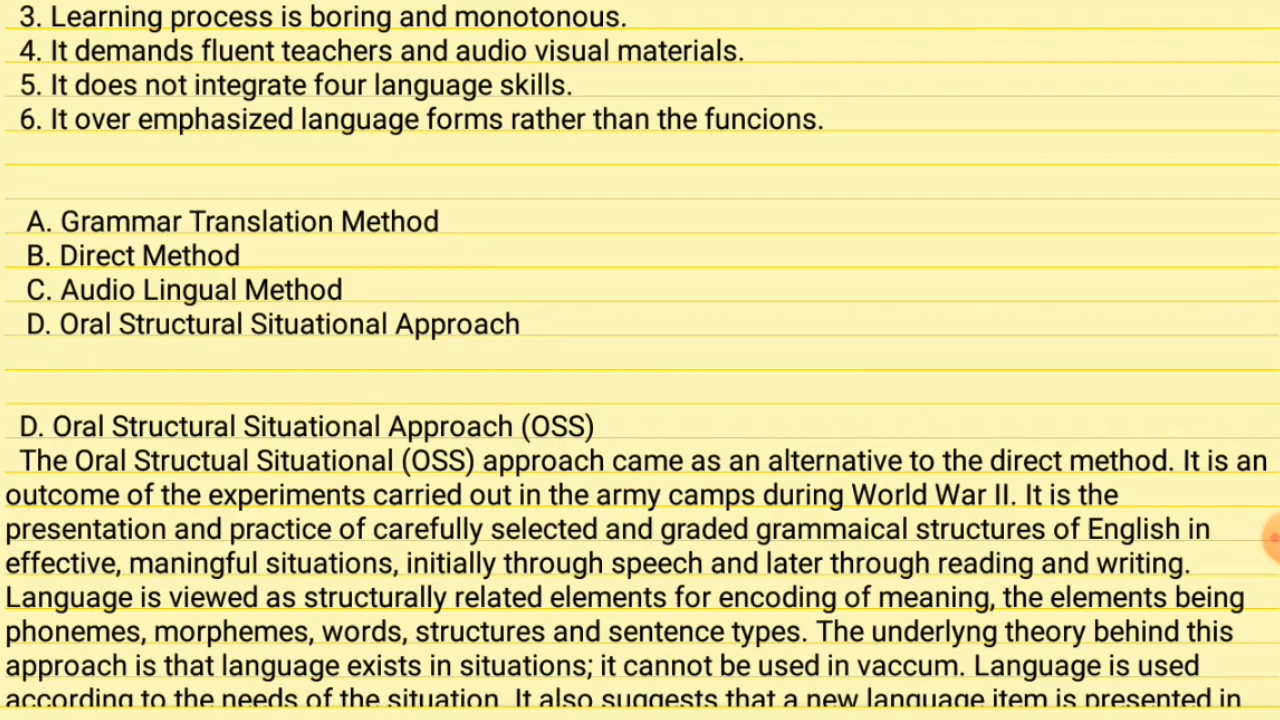 3. Learning process is boring and monotonous.
4. It demands fluent teachers and audio visual materials.
5. It does not integrate four language skills.
6. It over emphasized language forms rather than the funcions.
A. Grammar Translation Method
B. Direct Method
C. Audio Lingual Method
D. Oral Structural Situational Approach
D. Oral Structural Situational Approach (OSS)
The Oral Structual Situational (OSS) approach came as an alternative to the direct method. It is an
outcome of the experiments carried out in the army camps during World War II. It is the
presentation and practice of carefully selected and graded grammaical structures of English in
effective, maningful situations, initially through speech and later through reading and writing.
Language is viewed as structurally related elements for encoding of meaning, the elements being
phonemes, morphemes, words, structures and sentence types. The underlyng theory behind this
approach is that language exists in situations; it cannot be used in vaccum. Language is used
according to the needs of the situation. It also suggests that a new language item is presented in